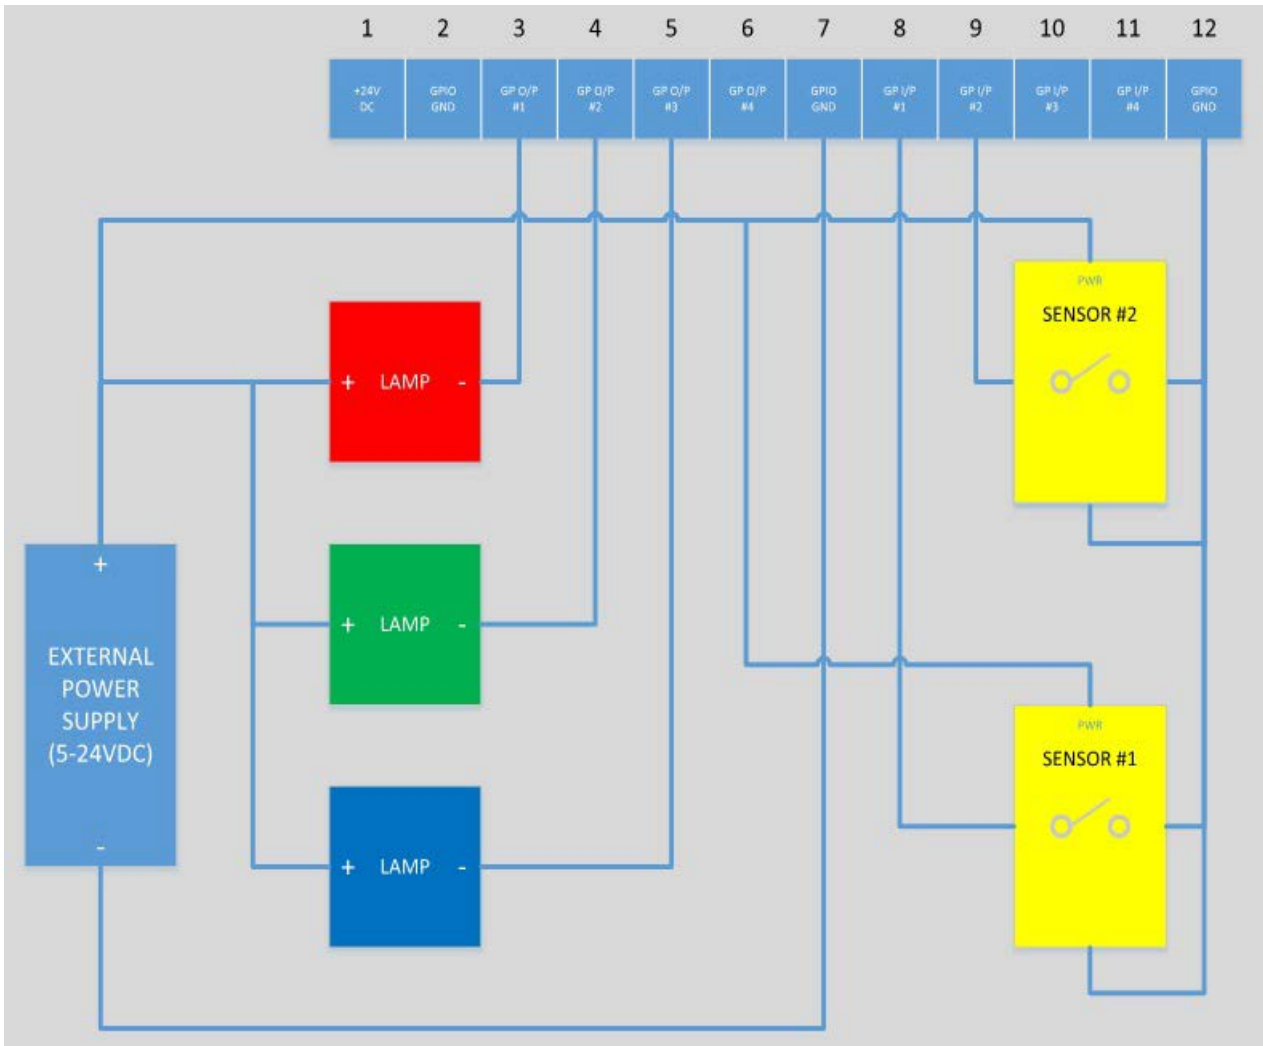 1 2 3 4 5 6 7 8 9 10 11 12
+24V DC
GPIO GND
GP O/P #1
GP O/P #2
GP O/P #3
GP O/P #4
GPIO GND
GP I/P #1
GP I/P #2
GP I/P #3
GP I/P #4
GPIO GND
PWR
SENSOR #2
+ LAMP -
+
EXTERNAL
POWER
SUPPLY
(5-24VDC)
-
+ LAMP -
PWR
SENSOR #1
+ LAMP -